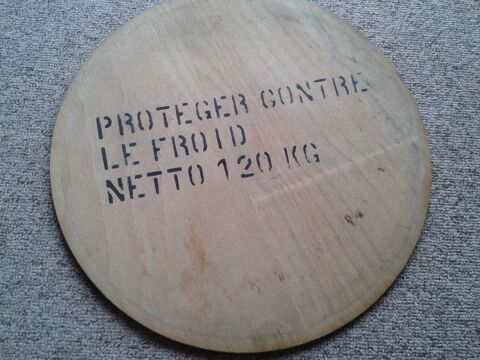 PROTEGER CONTRE
LE FROID
NETTO 120 KG